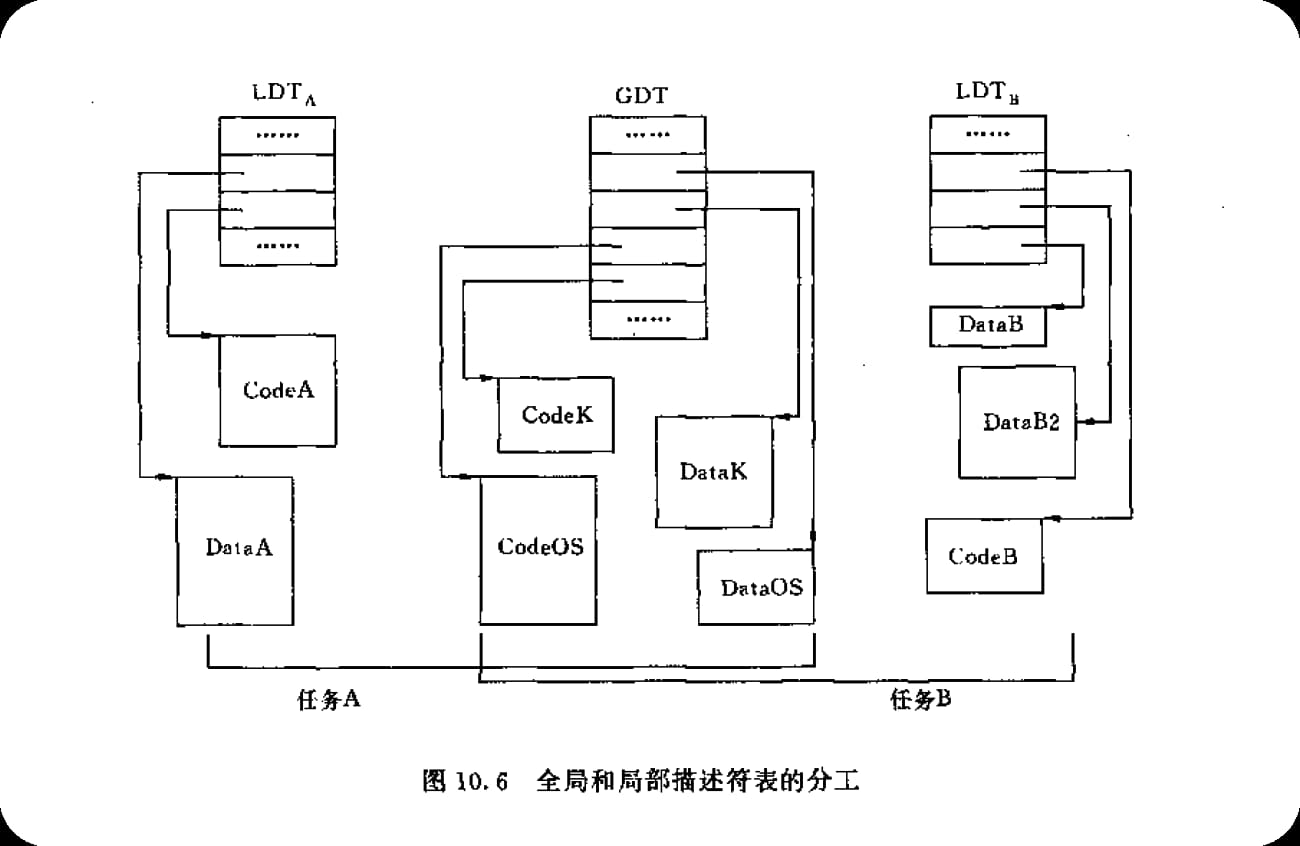 LDT_A GDT LDT_B
…… …… ……
……
……
DataB
CodeA
CodeK DataB2
DataK
DataA CodeOS CodeB
DataOS
任务A 任务B
图 10.6 全局和局部描述符表的分工